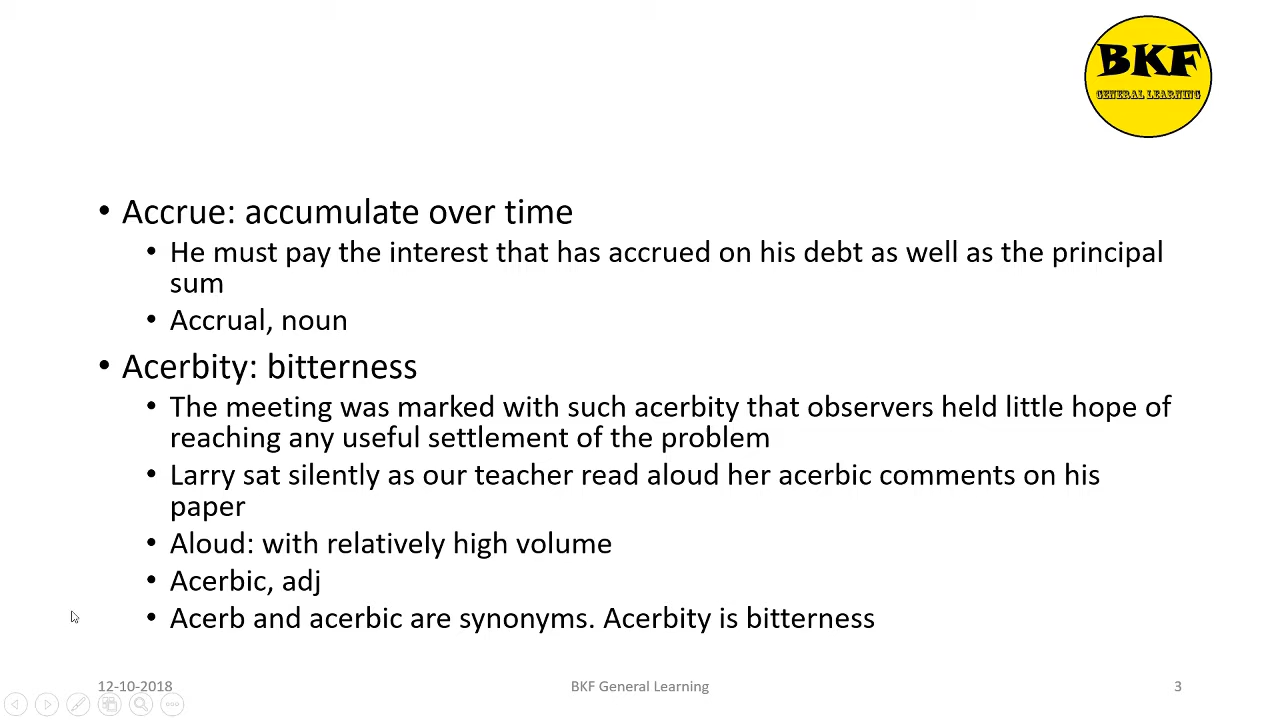 BKF
GENERAL LEARNING
• Accrue: accumulate over time
• He must pay the interest that has accrued on his debt as well as the principal
sum
• Accrual, noun
• Acerbity: bitterness
• The meeting was marked with such acerbity that observers held little hope of
reaching any useful settlement of the problem
• Larry sat silently as our teacher read aloud her acerbic comments on his
paper
• Aloud: with relatively high volume
• Acerbic, adj
• Acerb and acerbic are synonyms. Acerbity is bitterness
12-10-2018
BKF General Learning
3